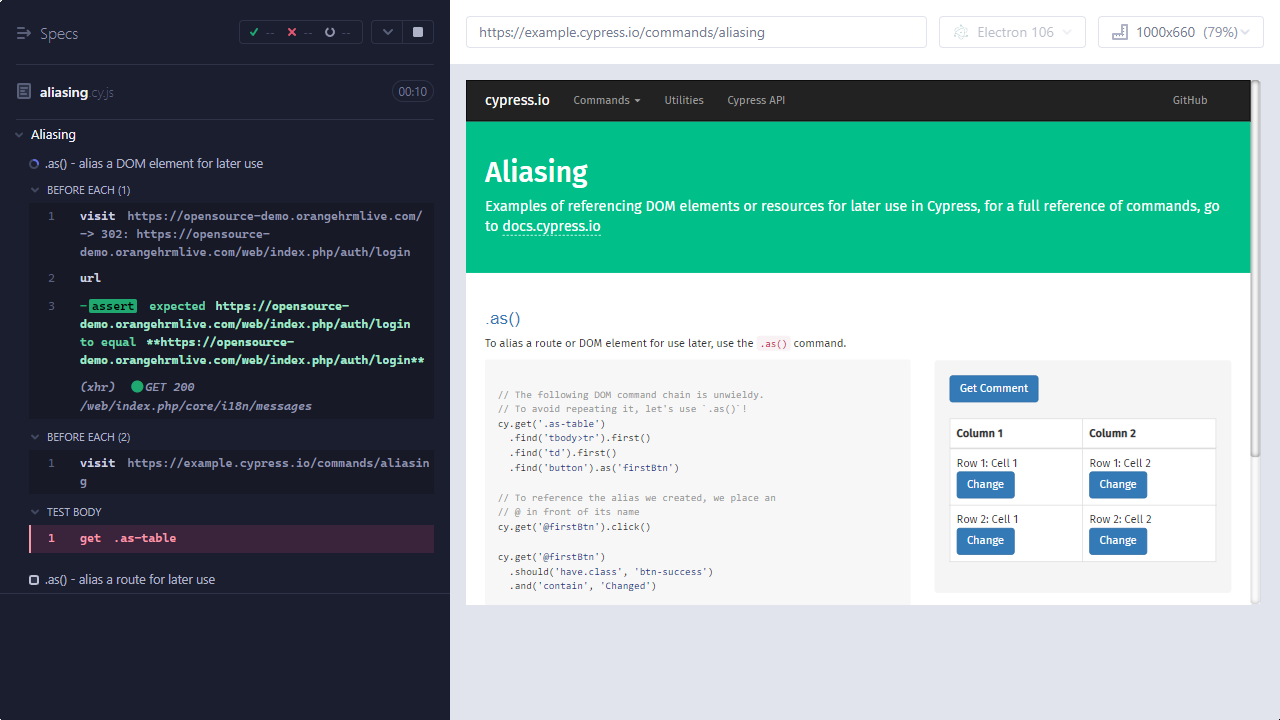 Specs
--
--
--
aliasing.cy.js
00:10
Aliasing
.as() - alias a DOM element for later use
BEFORE EACH (1)
1 visit https://opensource-demo.orangehrmlive.com/
-> 302: https://opensource-
demo.orangehrmlive.com/web/index.php/auth/login
2 url
3 -assert expected https://opensource-
demo.orangehrmlive.com/web/index.php/auth/login
to equal **https://opensource-
demo.orangehrmlive.com/web/index.php/auth/login**
(xhr) GET 200
/web/index.php/core/i18n/messages
BEFORE EACH (2)
1 visit https://example.cypress.io/commands/aliasin
g
TEST BODY
1 get .as-table
.as() - alias a route for later use
https://example.cypress.io/commands/aliasing
Electron 106
1000x660 (79%)
cypress.io
Commands
Utilities
Cypress API
GitHub
Aliasing
Examples of referencing DOM elements or resources for later use in Cypress, for a full reference of commands, go
to docs.cypress.io
.as()
To alias a route or DOM element for use later, use the .as() command.
// The following DOM command chain is unwieldy.
// To avoid repeating it, let's use `.as()`!
cy.get('.as-table')
.find('tbody>tr').first()
.find('td').first()
.find('button').as('firstBtn')
// To reference the alias we created, we place an
// @ in front of its name
cy.get('@firstBtn').click()
cy.get('@firstBtn')
.should('have.class', 'btn-success')
.and('contain', 'Changed')
Get Comment
Column 1 Column 2
Row 1: Cell 1 Row 1: Cell 2
Change Change
Row 2: Cell 1 Row 2: Cell 2
Change Change